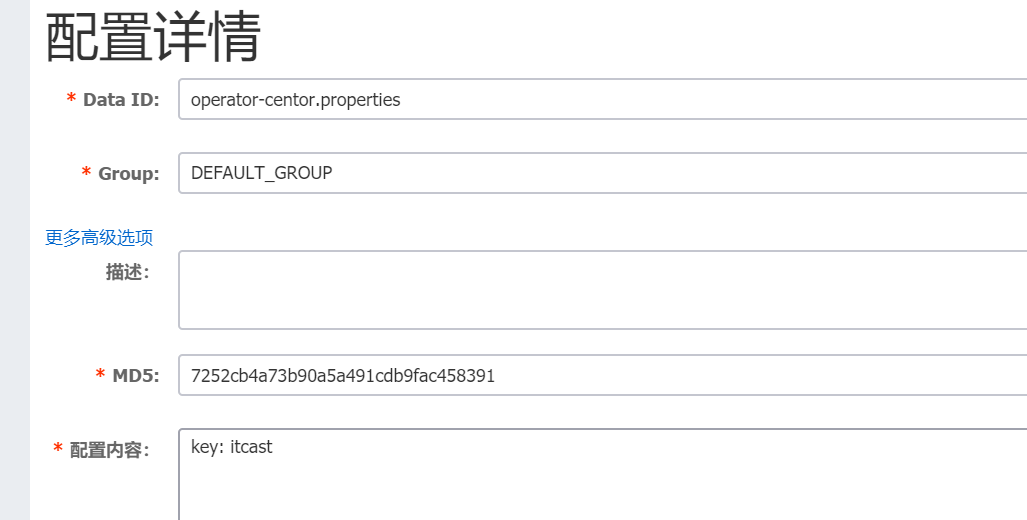 配置详情
* Data ID: operator-centor.properties
* Group: DEFAULT_GROUP
更多高级选项
描述:
* MD5: 7252cb4a73b90a5a491cdb9fac458391
* 配置内容: key: itcast